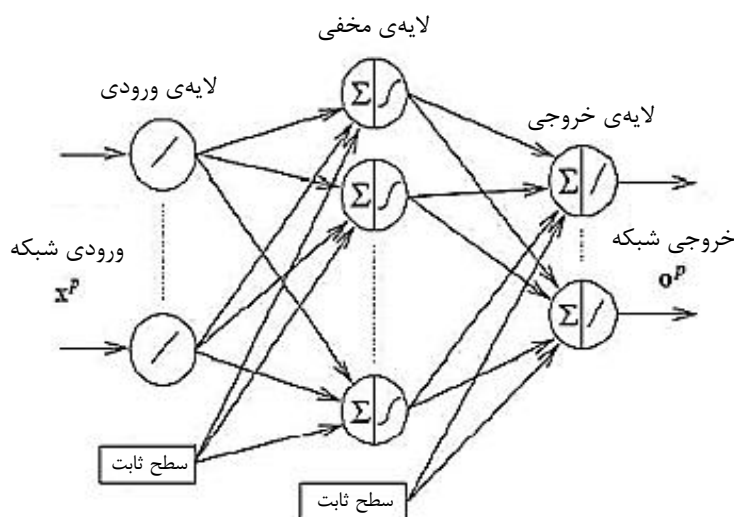 لایه‌ی مخفی
لایه‌ی ورودی
لایه‌ی خروجی
Σ
Σ
Σ
ورودی شبکه
x^p
خروجی شبکه
o^p
Σ
Σ
سطح ثابت
سطح ثابت